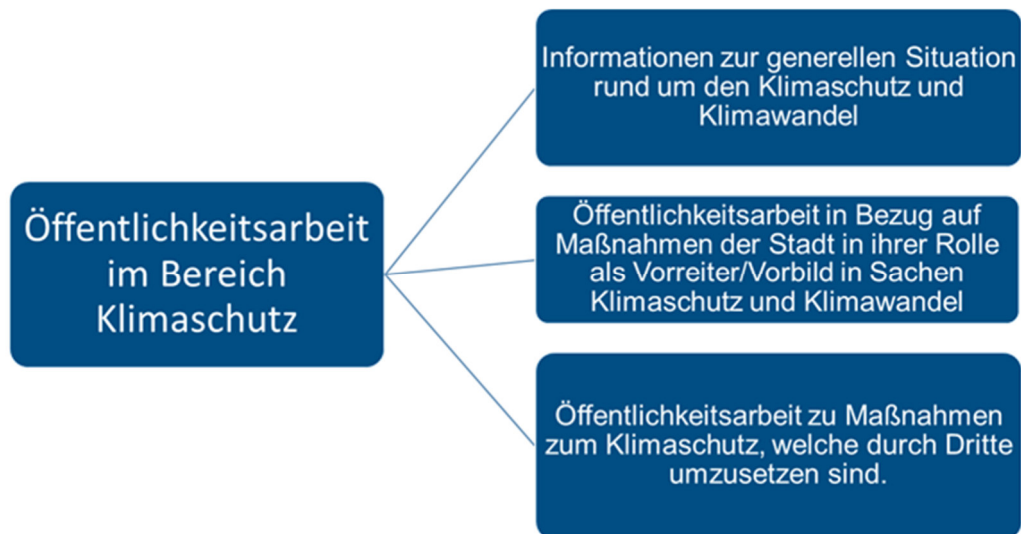 Öffentlichkeitsarbeit
im Bereich
Klimaschutz
Informationen zur generellen Situation
rund um den Klimaschutz und
Klimawandel
Öffentlichkeitsarbeit in Bezug auf
Maßnahmen der Stadt in ihrer Rolle
als Vorreiter/Vorbild in Sachen
Klimaschutz und Klimawandel
Öffentlichkeitsarbeit zu Maßnahmen
zum Klimaschutz, welche durch Dritte
umzusetzen sind.